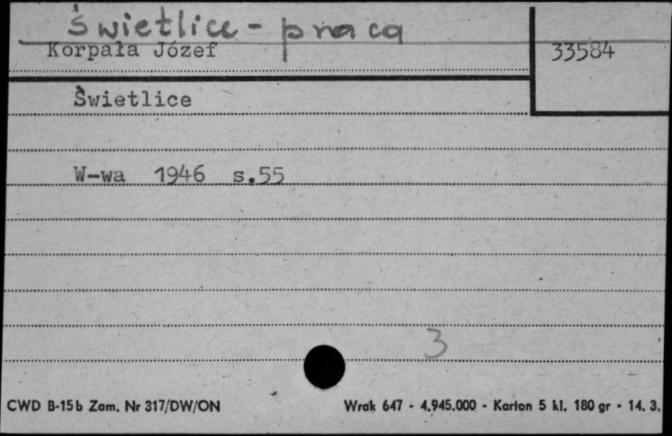 świetlice - praca
Korpała Józef
33584
Świetlice
W-wa 1946 s.55
3
CWD B-15b Zam. Nr 317/DW/ON
Wrak 647 - 4.945.000 - Karton 5 kl. 180 gr - 14. 3.